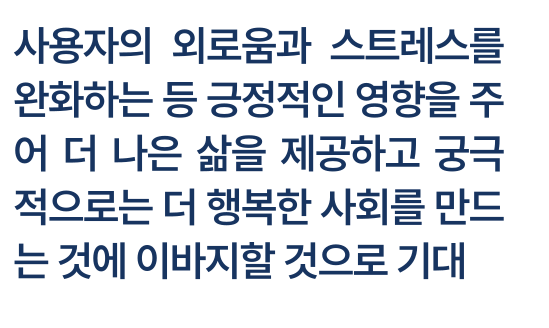 사용자의 외로움과 스트레스를
완화하는 등 긍정적인 영향을 주
어 더 나은 삶을 제공하고 궁극
적으로는 더 행복한 사회를 만드
는 것에 이바지할 것으로 기대